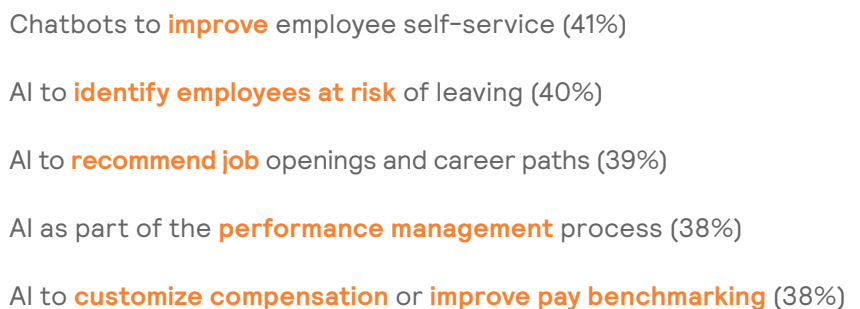 Chatbots to improve employee self-service (41%)
AI to identify employees at risk of leaving (40%)
AI to recommend job openings and career paths (39%)
AI as part of the performance management process (38%)
AI to customize compensation or improve pay benchmarking (38%)